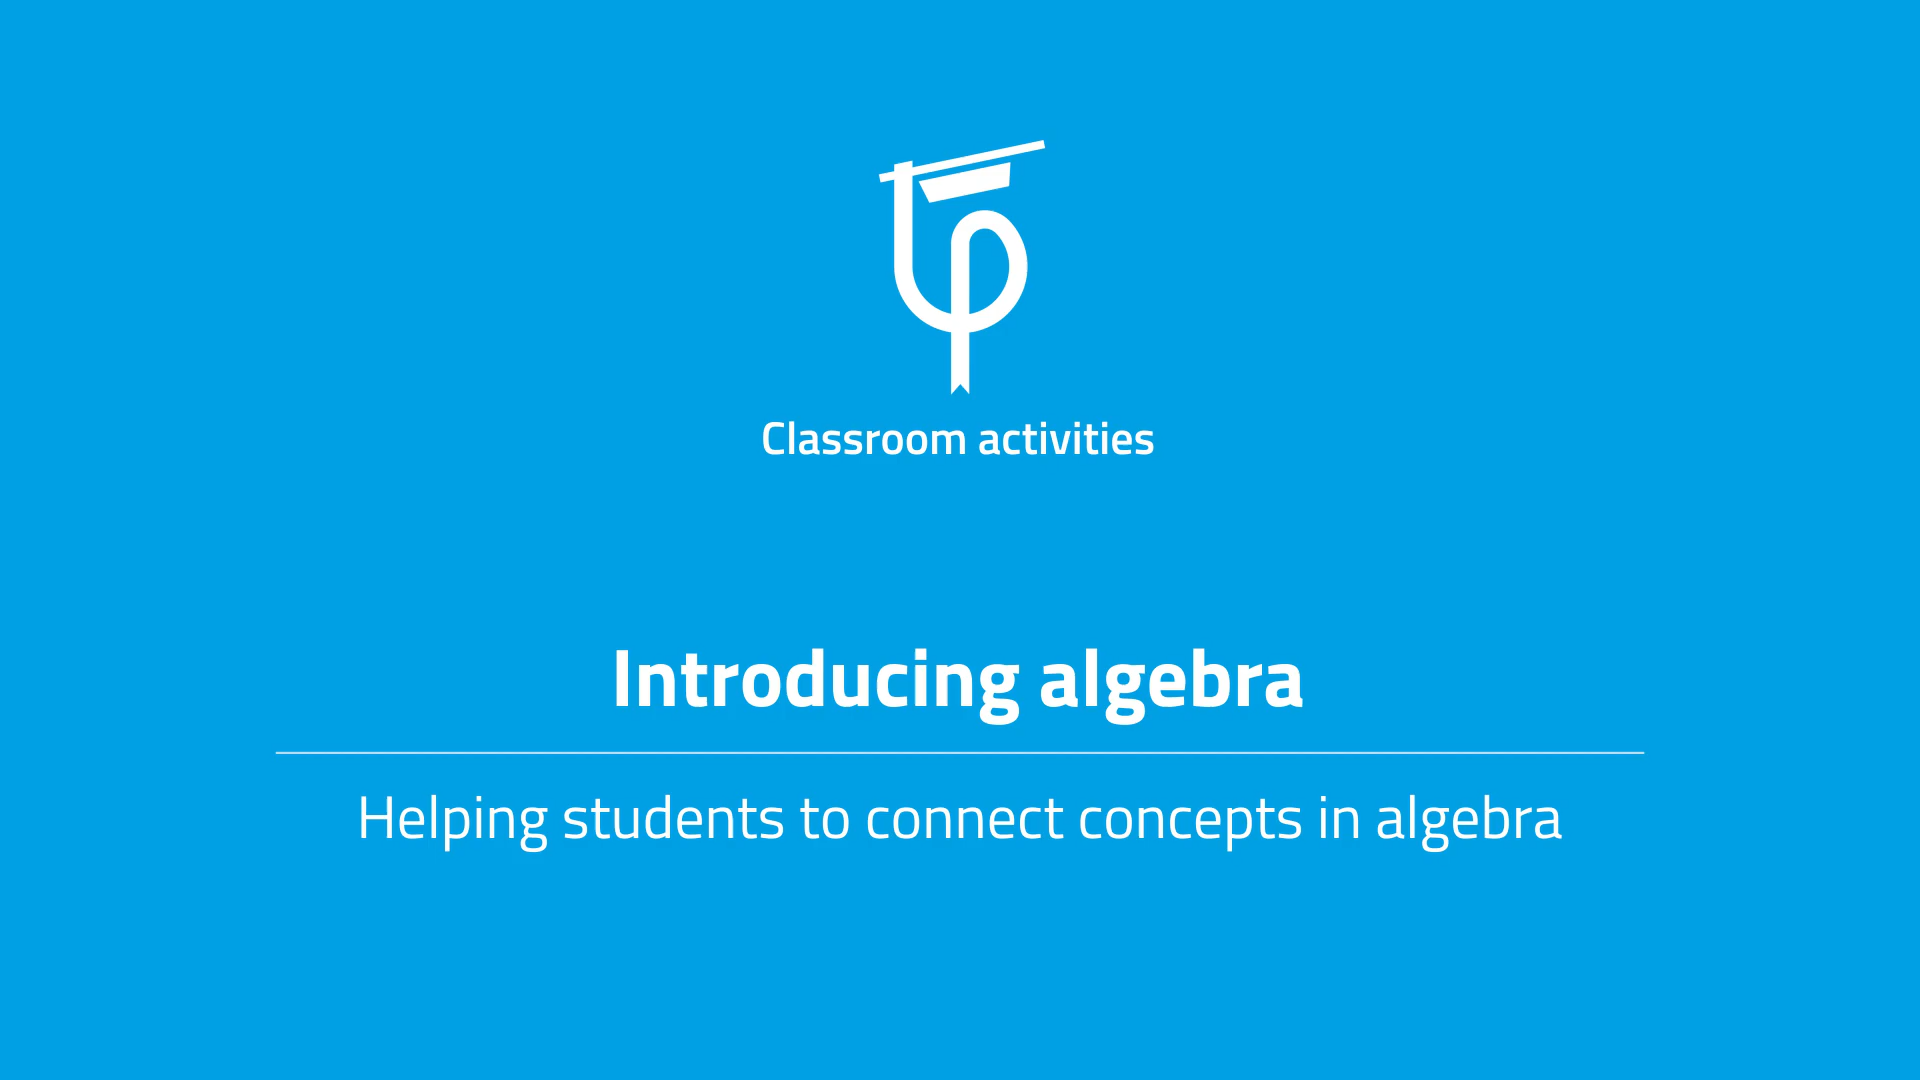 Classroom activities
Introducing algebra
Helping students to connect concepts in algebra